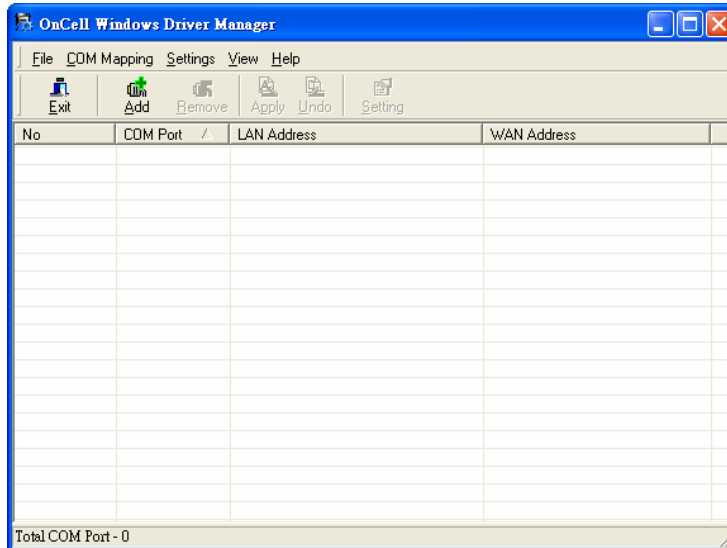 OnCell Windows Driver Manager
File COM Mapping Settings View Help
Exit Add Remove Apply Undo Setting
No COM Port LAN Address WAN Address
Total COM Port - 0